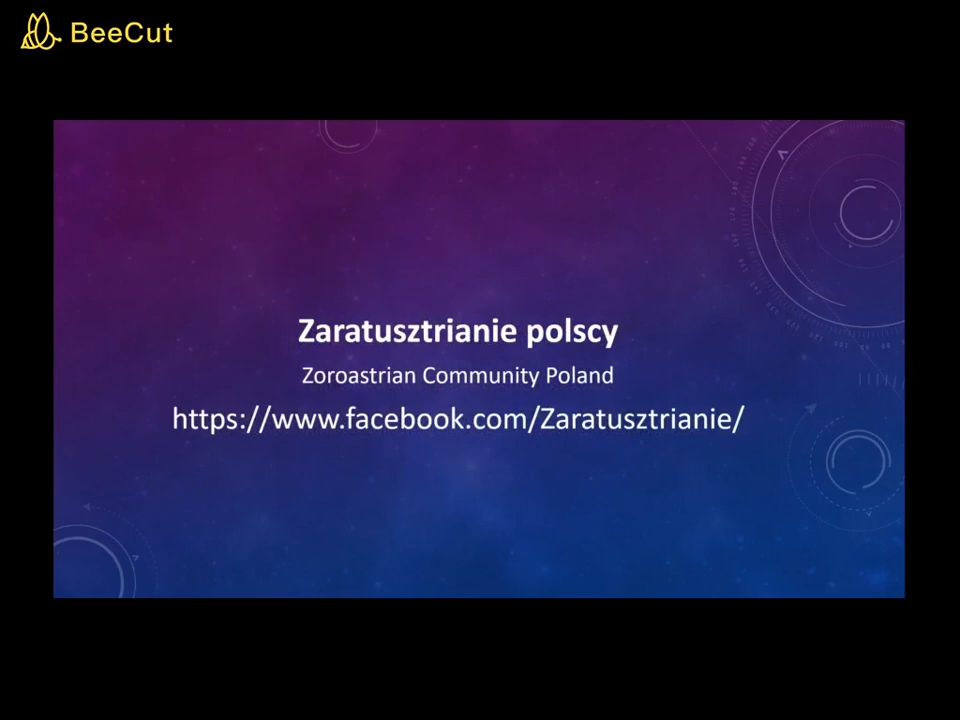 BeeCut
Zaratusztrianie polscy
Zoroastrian Community Poland
https://www.facebook.com/Zaratusztrianie/